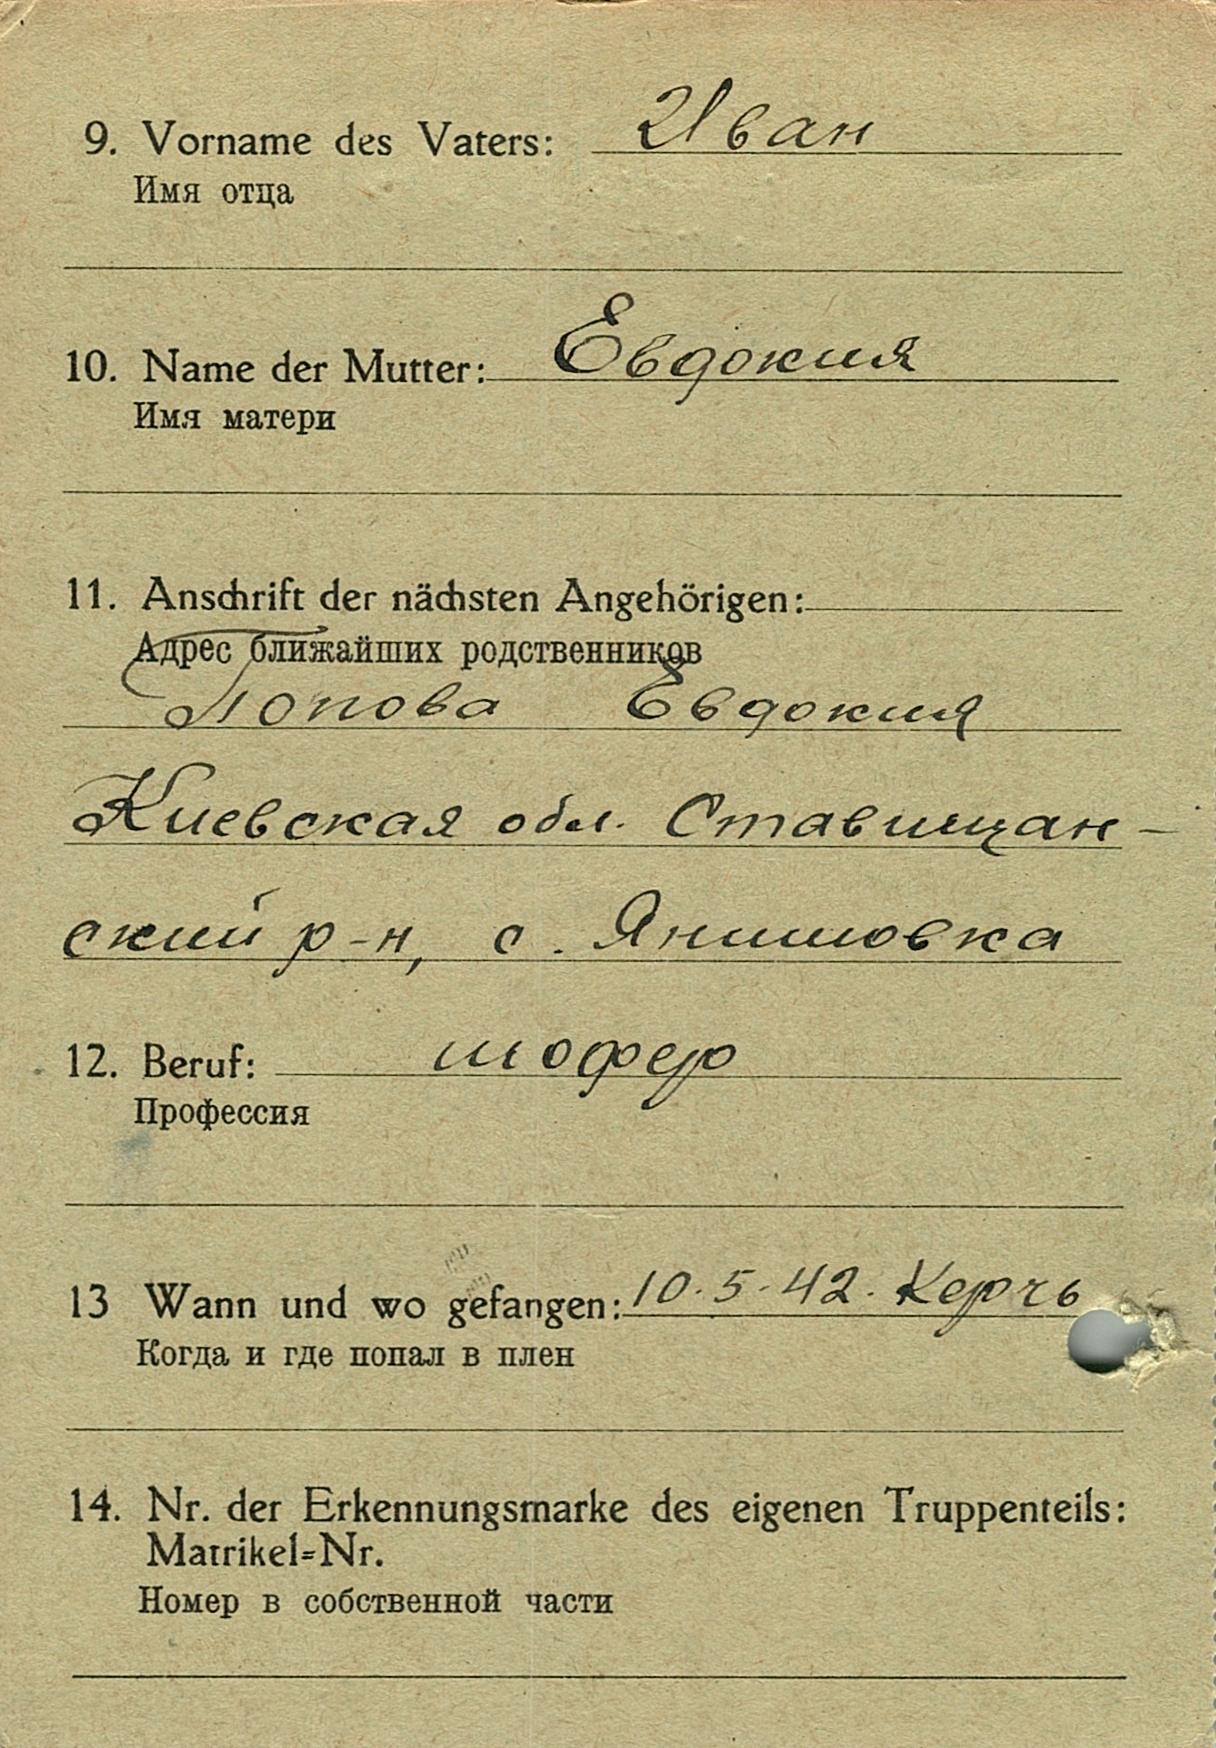 9. Vorname des Vaters: Иван
Имя отца
10. Name der Mutter: Евдокия
Имя матери
11. Anschrift der nächsten Angehörigen:
Адрес ближайших родственников
Попова Евдокия
Киевская обл. Ставищан-
ский р-н, с. Янишовка
12. Beruf: шофер
Профессия
13 Wann und wo gefangen: 10.5.42. Керчь
Когда и где попал в плен
14. Nr. der Erkennungsmarke des eigenen Truppenteils:
Matrikel=Nr.
Номер в собственной части